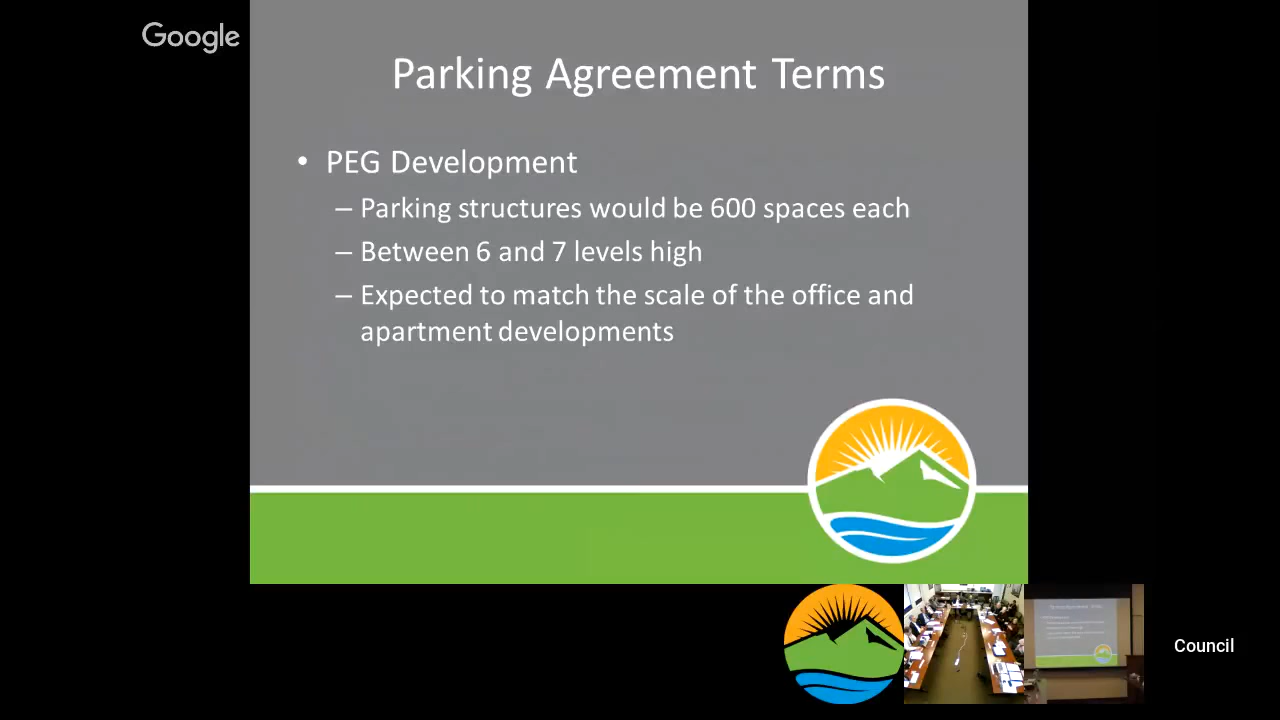 Google
Parking Agreement Terms
• PEG Development
– Parking structures would be 600 spaces each
– Between 6 and 7 levels high
– Expected to match the scale of the office and
apartment developments
Council